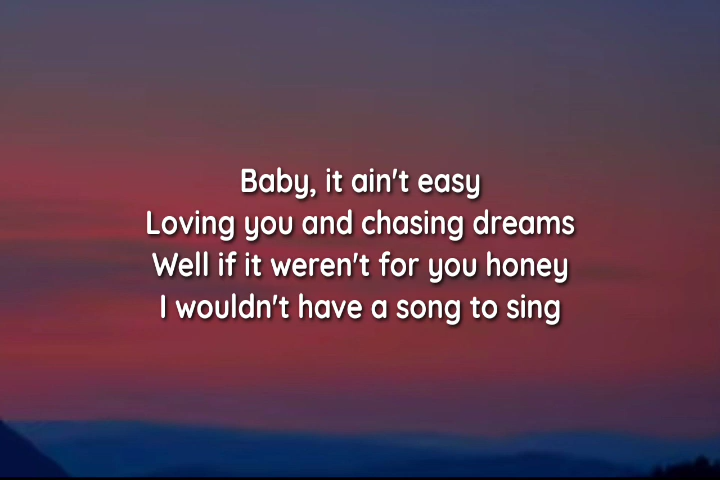 Baby, it ain't easy
Loving you and chasing dreams
Well if it weren't for you honey
I wouldn't have a song to sing